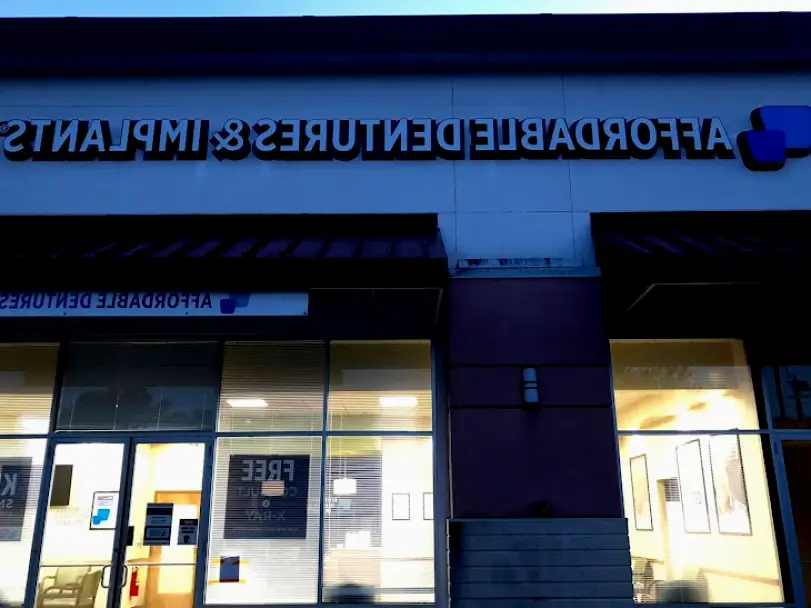 AFFORDABLE DENTURES & IMPLANTS®
AFFORDABLE DENTURES
FREE
CONSULT
&
X-RAY